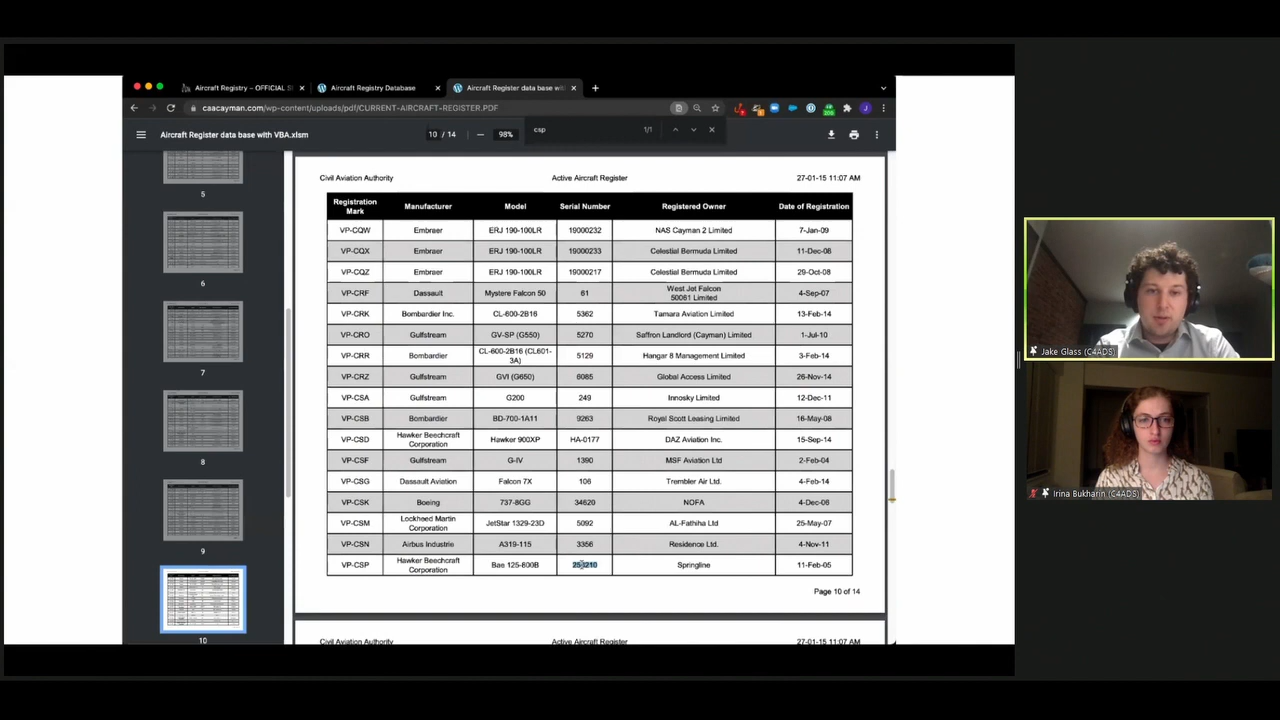 Aircraft Registry – OFFICIAL S
Aircraft Registry Database
Aircraft Register data base with
caacayman.com/wp-content/uploads/pdf/CURRENT-AIRCRAFT-REGISTER.PDF
Aircraft Register data base with VBA.xlsm
10 / 14
98%
csp
1/1
5
6
7
8
9
10
Civil Aviation Authority Active Aircraft Register 27-01-15 11:07 AM
Registration Mark Manufacturer Model Serial Number Registered Owner Date of Registration
VP-CQW Embraer ERJ 190-100LR 19000232 NAS Cayman 2 Limited 7-Jan-09
VP-CQX Embraer ERJ 190-100LR 19000233 Celestial Bermuda Limited 11-Dec-08
VP-CQZ Embraer ERJ 190-100LR 19000217 Celestial Bermuda Limited 29-Oct-08
VP-CRF Dassault Mystere Falcon 50 61 West Jet Falcon 50061 Limited 4-Sep-07
VP-CRK Bombardier Inc. CL-600-2B16 5362 Tamara Aviation Limited 13-Feb-14
VP-CRO Gulfstream GV-SP (G550) 5270 Saffron Landlord (Cayman) Limited 1-Jul-10
VP-CRR Bombardier CL-600-2B16 (CL601-3A) 5129 Hangar 8 Management Limited 3-Feb-14
VP-CRZ Gulfstream GVI (G650) 6085 Global Access Limited 26-Nov-14
VP-CSA Gulfstream G200 249 Innosky Limited 12-Dec-11
VP-CSB Bombardier BD-700-1A11 9263 Royal Scott Leasing Limited 16-May-08
VP-CSD Hawker Beechcraft Corporation Hawker 900XP HA-0177 DAZ Aviation Inc. 15-Sep-14
VP-CSF Gulfstream G-IV 1390 MSF Aviation Ltd 2-Feb-04
VP-CSG Dassault Aviation Falcon 7X 106 Trembler Air Ltd. 4-Feb-14
VP-CSK Boeing 737-8GG 34620 NOFA 4-Dec-08
VP-CSM Lockheed Martin Corporation JetStar 1329-23D 5092 AL-Fathiha Ltd 25-May-07
VP-CSN Airbus Industrie A319-115 3356 Residence Ltd. 4-Nov-11
VP-CSP Hawker Beechcraft Corporation Bae 125-800B Springline 11-Feb-05
Page 10 of 14
Civil Aviation Authority Active Aircraft Register 27-01-15 11:07 AM
Jake Glass (C4ADS)
Irina Bukharin (C4ADS)